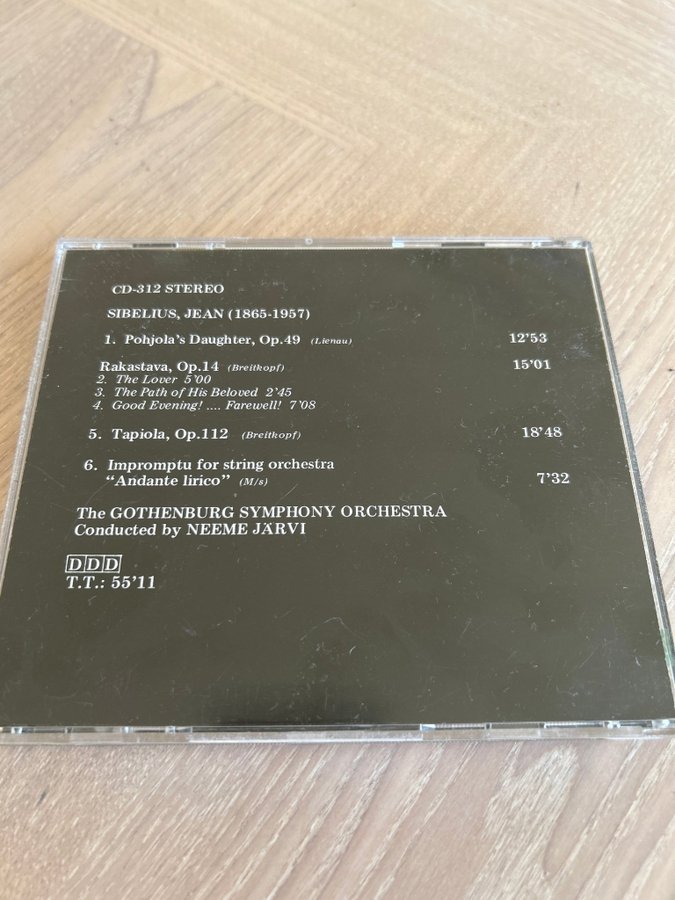 CD-312 STEREO
SIBELIUS, JEAN (1865-1957)
1. Pohjola's Daughter, Op.49 (Lienau) 12'53
Rakastava, Op.14 (Breitkopf) 15'01
2. The Lover 5'00
3. The Path of His Beloved 2'45
4. Good Evening! .... Farewell! 7'08
5. Tapiola, Op.112 (Breitkopf) 18'48
6. Impromptu for string orchestra
"Andante lirico" (M/s) 7'32
The GOTHENBURG SYMPHONY ORCHESTRA
Conducted by NEEME JÄRVI
DDD
T.T.: 55'11